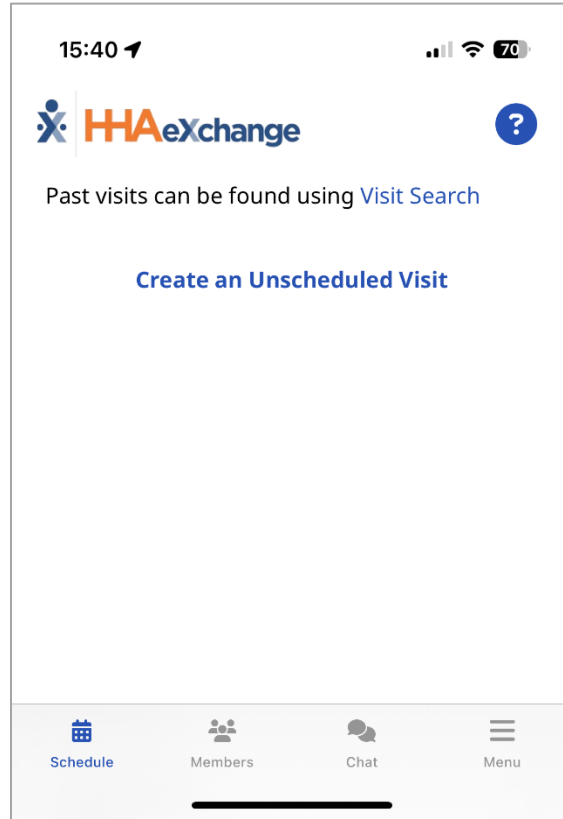 15:40
70
HHAeXchange
?
Past visits can be found using Visit Search
Create an Unscheduled Visit
Schedule Members Chat Menu